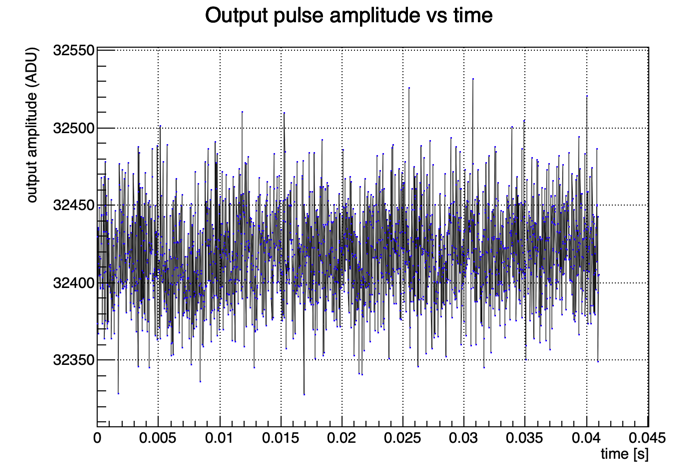 Output pulse amplitude vs time
output amplitude (ADU)
32550
32500
32450
32400
32350
0 0.005 0.01 0.015 0.02 0.025 0.03 0.035 0.04 0.045
time [s]